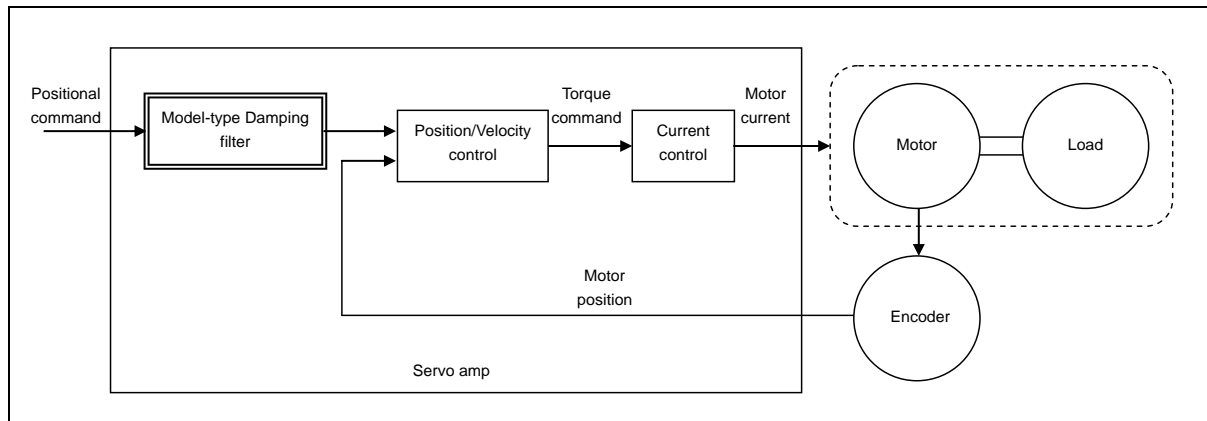 Positional
command
Model-type Damping
filter
Position/Velocity
control
Torque
command
Current
control
Motor
current
Motor
Load
Motor
position
Encoder
Servo amp